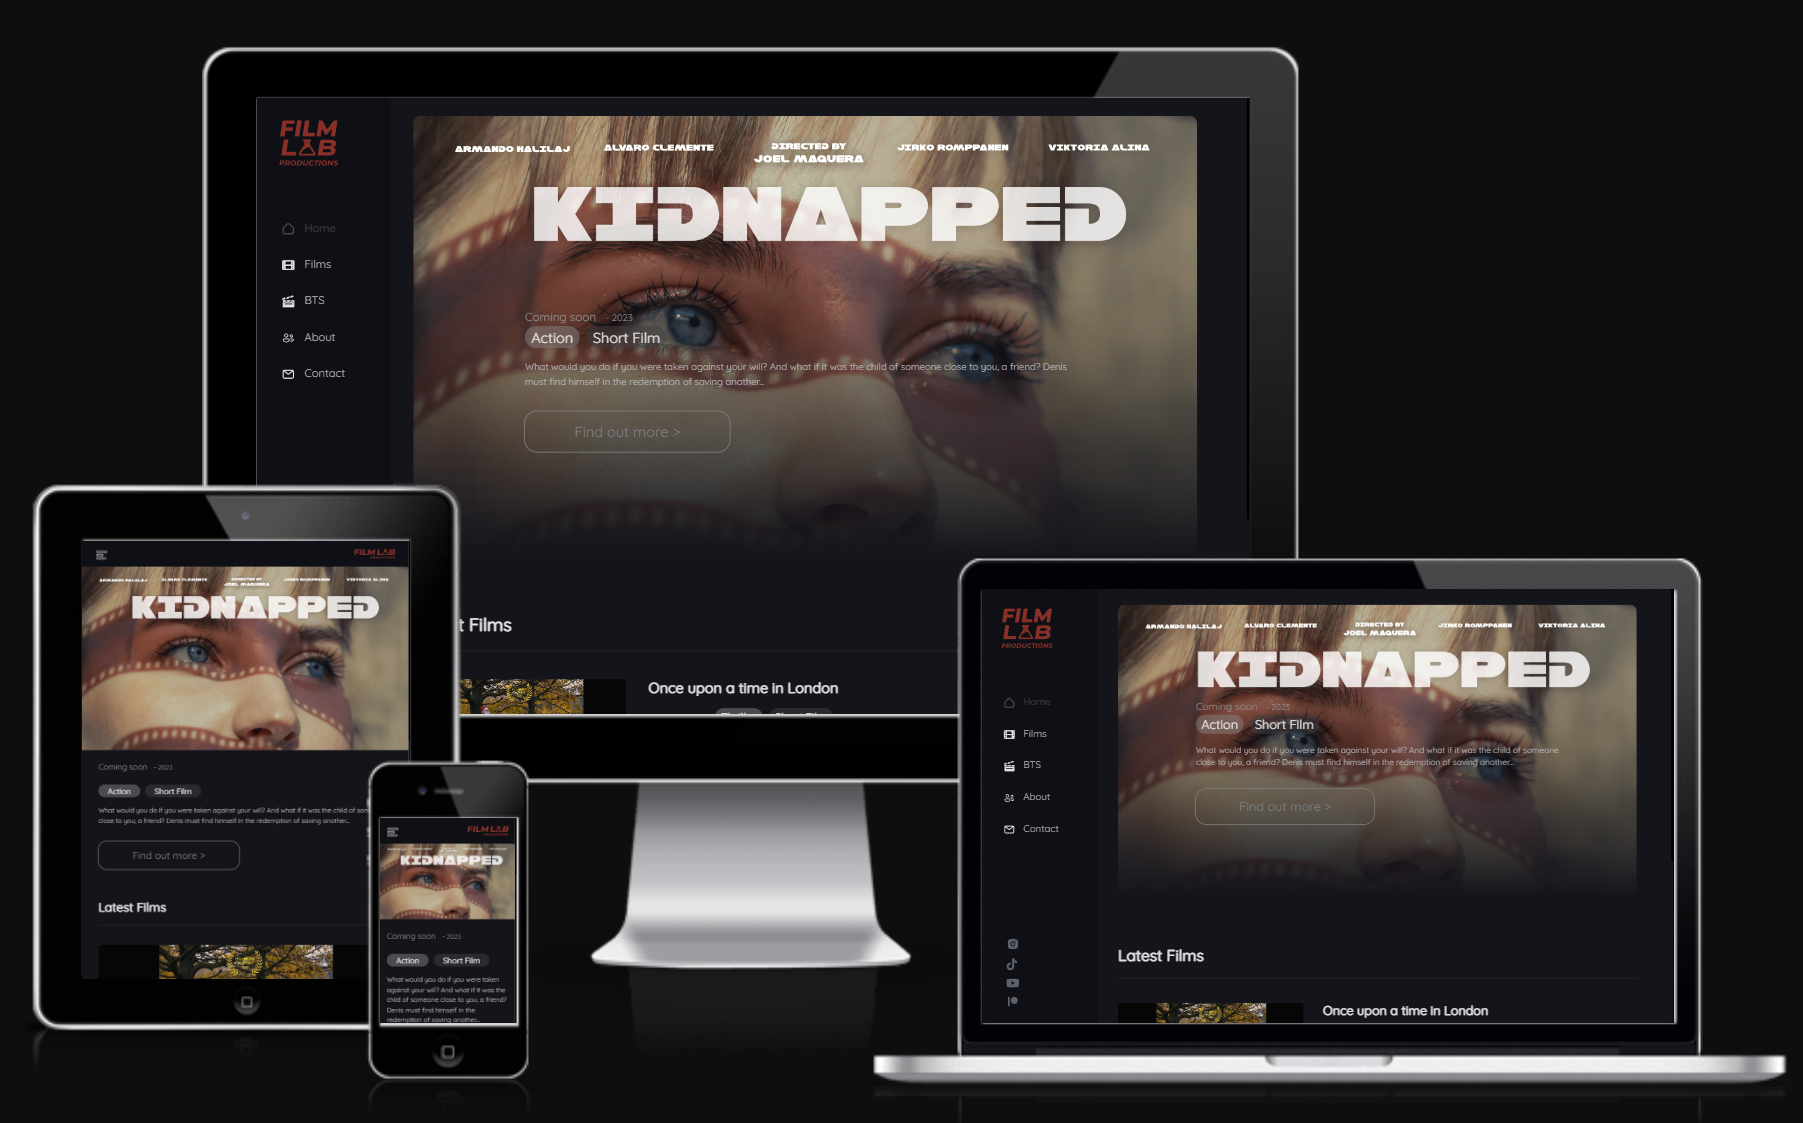 FILM
LAB
PRODUCTIONS
Home
Films
BTS
About
Contact
ARMANDO HALILAJ
ALVARO CLEMENTE
DIRECTED BY
JOEL MAQUERA
JIRKO ROMPPANEN
VIKTORIA ALINA
KIDNAPPED
Coming soon - 2023
Action Short Film
What would you do if you were taken against your will? And what if it was the child of someone close to you, a friend? Denis
must find himself in the redemption of saving another...
Find out more >
t Films
Once upon a time in London
FILM LAB
ARMANDO HALILAJ
ALVARO CLEMENTE
DIRECTED BY
JOEL MAQUERA
JIRKO ROMPPANEN
VIKTORIA ALINA
KIDNAPPED
Coming soon - 2023
Action Short Film
What would you do if you were taken against your will? And what if it was the child of som
close to you, a friend? Denis must find himself in the redemption of saving another...
Find out more >
Latest Films
FILM LAB
KIDNAPPED
Coming soon - 2023
Action Short Film
What would you do if you were taken
against your will? And what if it was the
child of someone close to you, a friend?
Denis must find himself in the
redemption of saving another...
FILM
LAB
PRODUCTIONS
Home
Films
BTS
About
Contact
ARMANDO HALILAJ
ALVARO CLEMENTE
DIRECTED BY
JOEL MAQUERA
JIRKO ROMPPANEN
VIKTORIA ALINA
KIDNAPPED
Coming soon - 2023
Action Short Film
What would you do if you were taken against your will? And what if it was the child of someone
close to you, a friend? Denis must find himself in the redemption of saving another...
Find out more >
Latest Films
Once upon a time in London